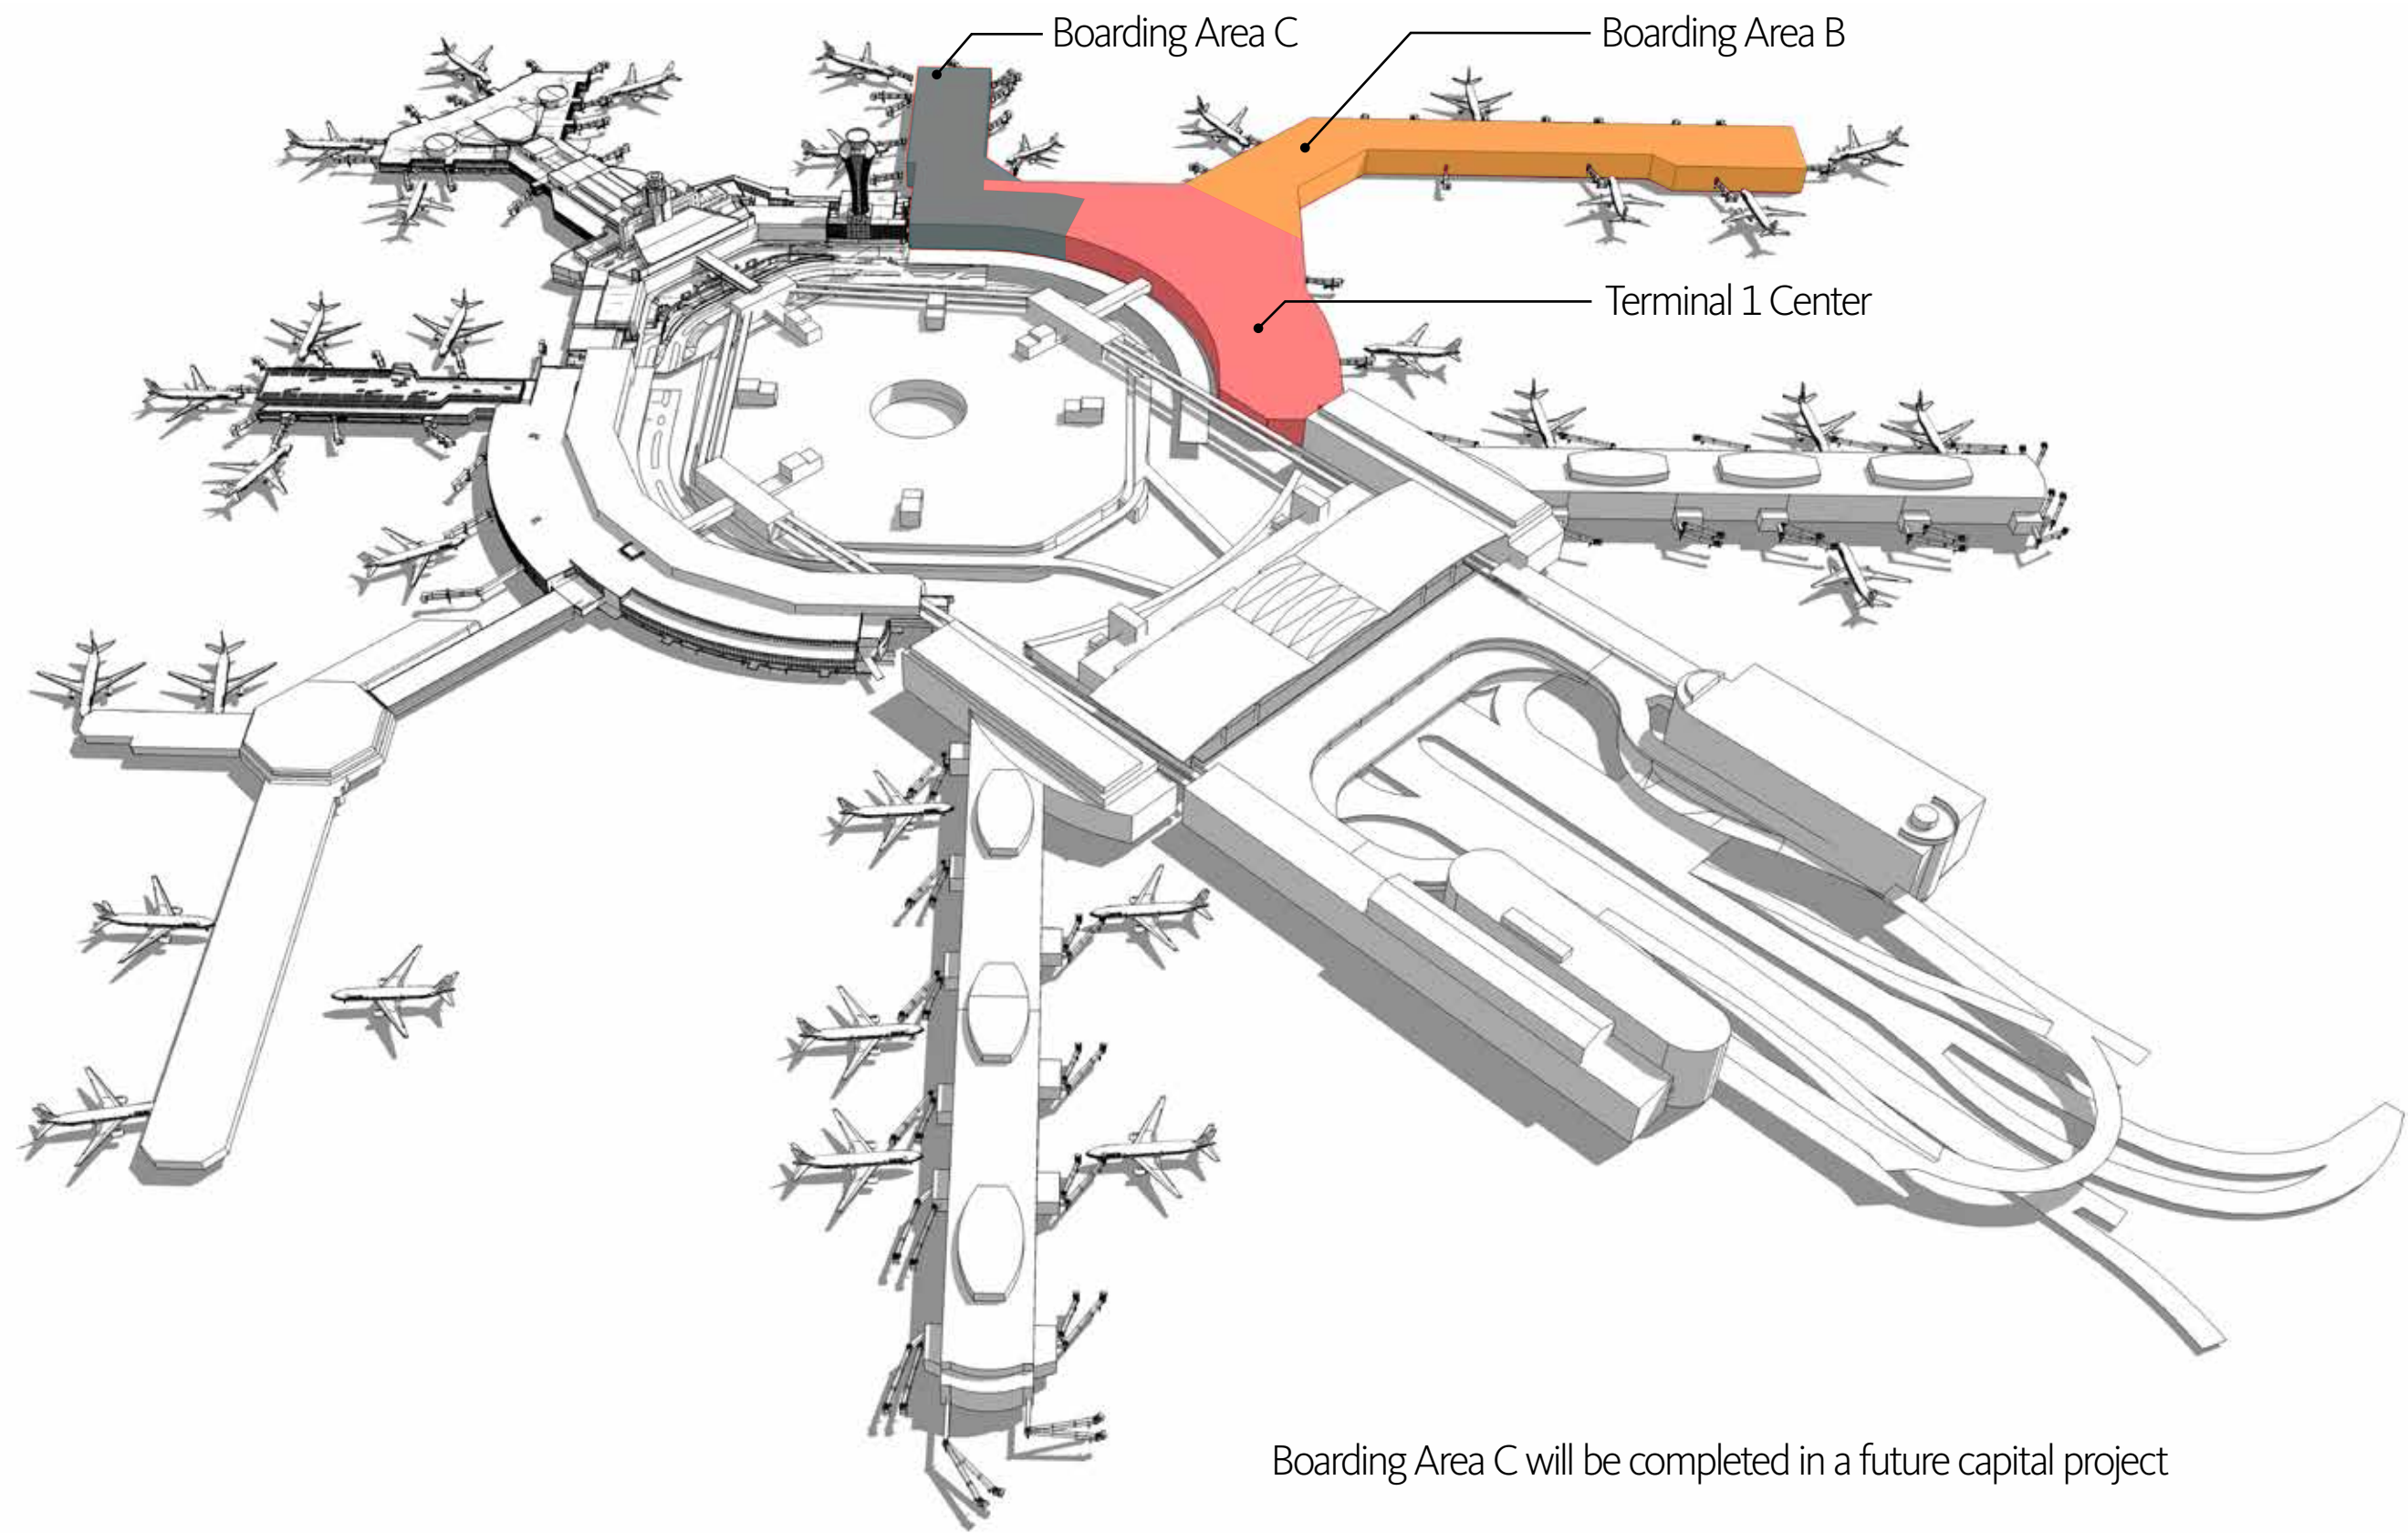 Boarding Area C
Boarding Area B
Terminal 1 Center
Boarding Area C will be completed in a future capital project